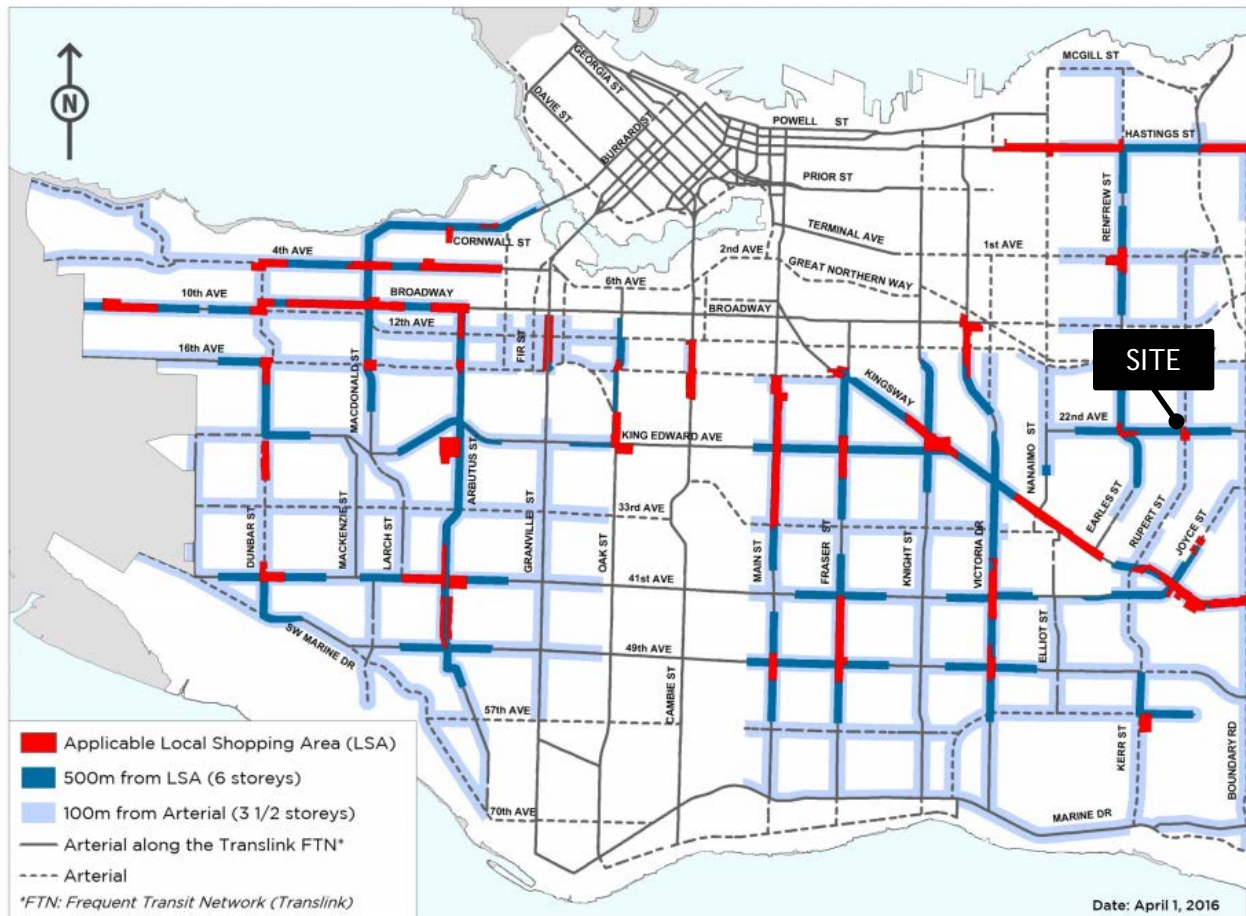 MCGILL ST
GEORGIA ST
DAVIE ST
BURRARD ST
POWELL ST
HASTINGS ST
N
PRIOR ST
RENFREW ST
TERMINAL AVE
CORNWALL ST
4th AVE
2nd AVE
1st AVE
GREAT NORTHERN WAY
6th AVE
10th AVE
BROADWAY
BROADWAY
12th AVE
FIR ST
16th AVE
MACDONALD ST
SITE
KINGSWAY
22nd AVE
KING EDWARD AVE
NANAIMO ST
ARBUTUS ST
EARLES ST
RUPERT ST
JOYCE ST
33rd AVE
DUNBAR ST
MACKENZIE ST
LARCH ST
GRANVILLE ST
OAK ST
MAIN ST
FRASER ST
KNIGHT ST
VICTORIA DR
41st AVE
ELLIOT ST
SW MARINE DR
49th AVE
CAMBIE ST
57th AVE
KERR ST
BOUNDARY RD
70th AVE
MARINE DR
Applicable Local Shopping Area (LSA)
500m from LSA (6 storeys)
100m from Arterial (3 1/2 storeys)
Arterial along the Translink FTN*
Arterial
*FTN: Frequent Transit Network (Translink)
Date: April 1, 2016